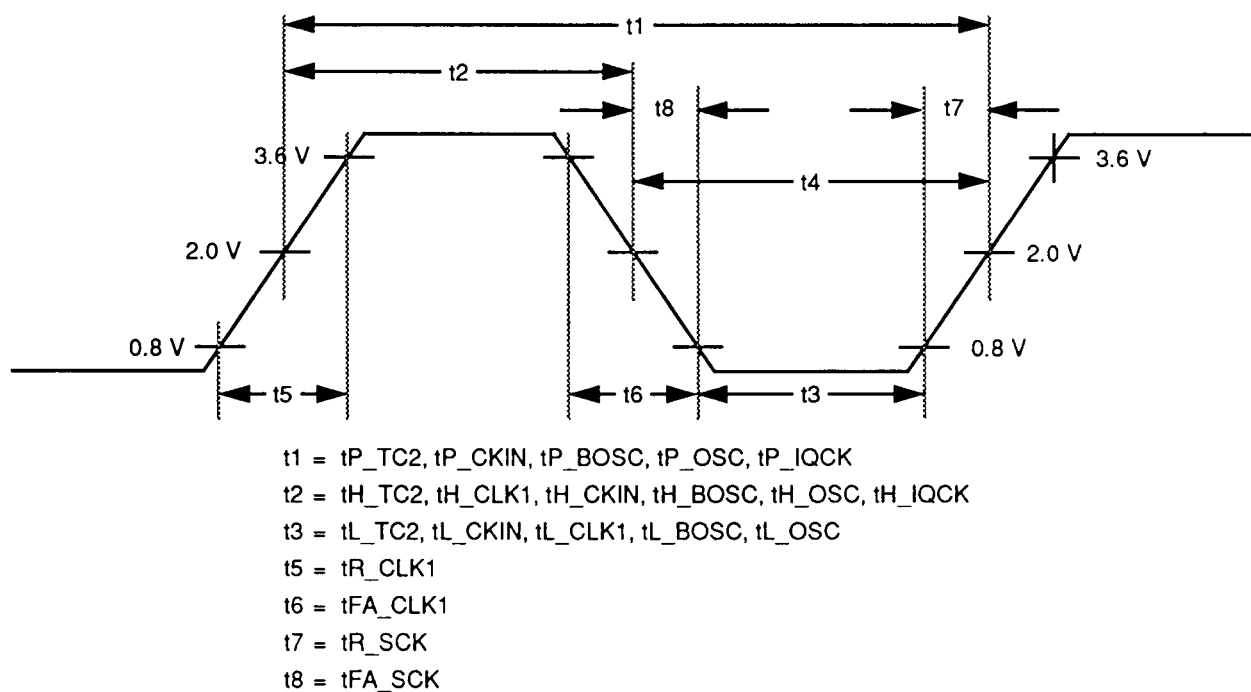 t1
t2
t8
t7
3.6 V
3.6 V
t4
2.0 V
2.0 V
0.8 V
0.8 V
t5
t6
t3
t1 = tP_TC2, tP_CKIN, tP_BOSC, tP_OSC, tP_IQCK
t2 = tH_TC2, tH_CLK1, tH_CKIN, tH_BOSC, tH_OSC, tH_IQCK
t3 = tL_TC2, tL_CKIN, tL_CLK1, tL_BOSC, tL_OSC
t5 = tR_CLK1
t6 = tFA_CLK1
t7 = tR_SCK
t8 = tFA_SCK